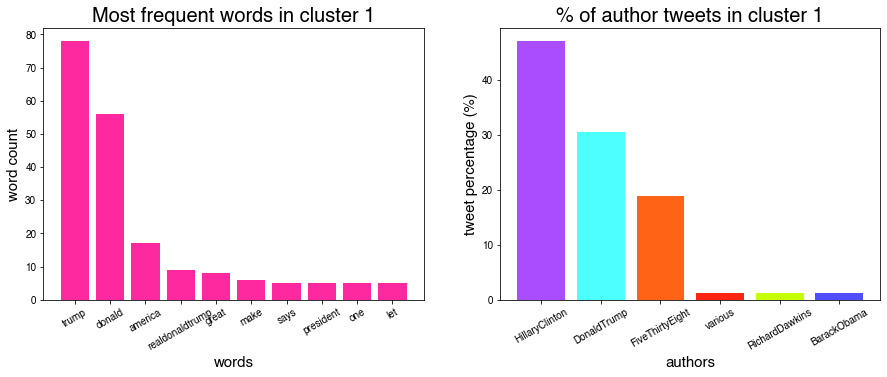 Most frequent words in cluster 1
word count
80
70
60
50
40
30
20
10
0
trump
donald
america
realdonaldtrump
great
make
says
president
one
let
words
% of author tweets in cluster 1
tweet percentage (%)
40
30
20
10
0
HillaryClinton
DonaldTrump
FiveThirtyEight
various
RichardDawkins
BarackObama
authors